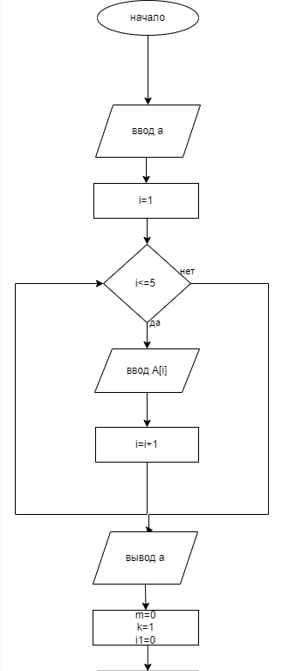 начало
ввод a
i=1
i<=5
нет
да
ввод A[i]
i=i+1
вывод a
m=0
k=1
i1=0